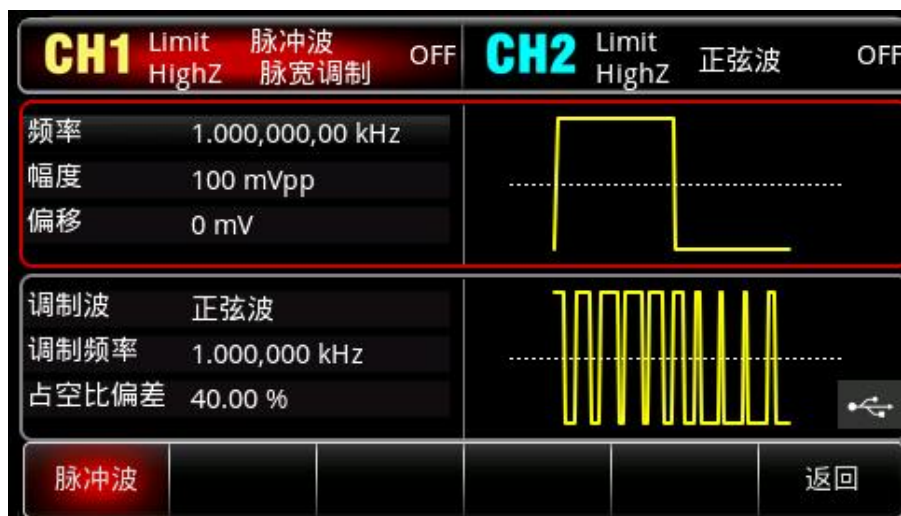 CH1 Limit 脉冲波 OFF CH2 Limit 正弦波 OFF
HighZ 脉宽调制 HighZ
频率 1.000,000,00 kHz
幅度 100 mVpp
偏移 0 mV
调制波 正弦波
调制频率 1.000,000 kHz
占空比偏差 40.00 %
脉冲波 返回